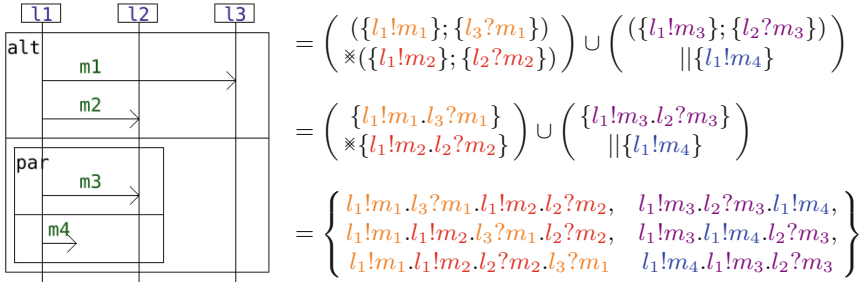 l1 l2 l3
alt
m1
m2
par
m3
m4
= ( ({l₁!m₁}; {l₃?m₁}) ※({l₁!m₂}; {l₂?m₂}) ) ∪ ( ({l₁!m₃}; {l₂?m₃}) ||{l₁!m₄} )
= ( {l₁!m₁.l₃?m₁} ※{l₁!m₂.l₂?m₂} ) ∪ ( {l₁!m₃.l₂?m₃} ||{l₁!m₄} )
= { l₁!m₁.l₃?m₁.l₁!m₂.l₂?m₂, l₁!m₃.l₂?m₃.l₁!m₄,
l₁!m₁.l₁!m₂.l₃?m₁.l₂?m₂, l₁!m₃.l₁!m₄.l₂?m₃,
l₁!m₁.l₁!m₂.l₂?m₂.l₃?m₁ l₁!m₄.l₁!m₃.l₂?m₃ }